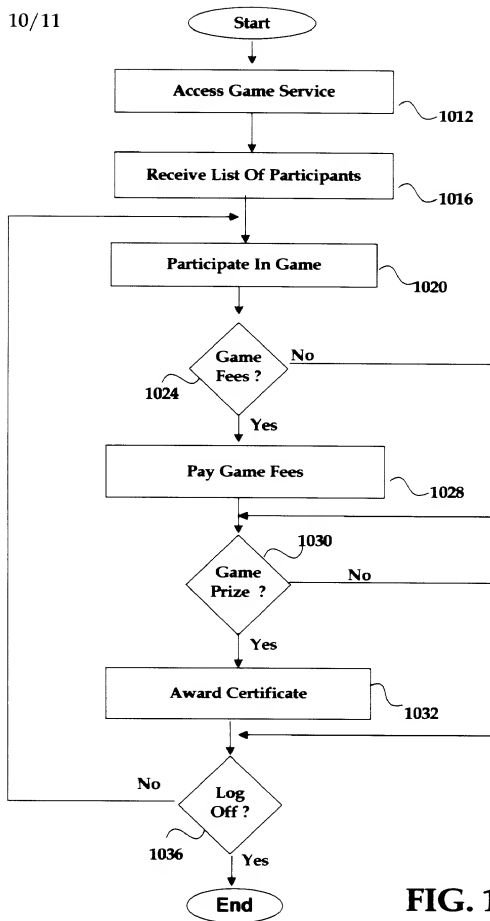 10/11
Start
Access Game Service
1012
Receive List Of Participants
1016
Participate In Game
1020
Game
Fees ?
No
1024
Yes
Pay Game Fees
1028
1030
Game
Prize ?
No
Yes
Award Certificate
1032
No
Log
Off ?
1036
Yes
End
FIG. 1